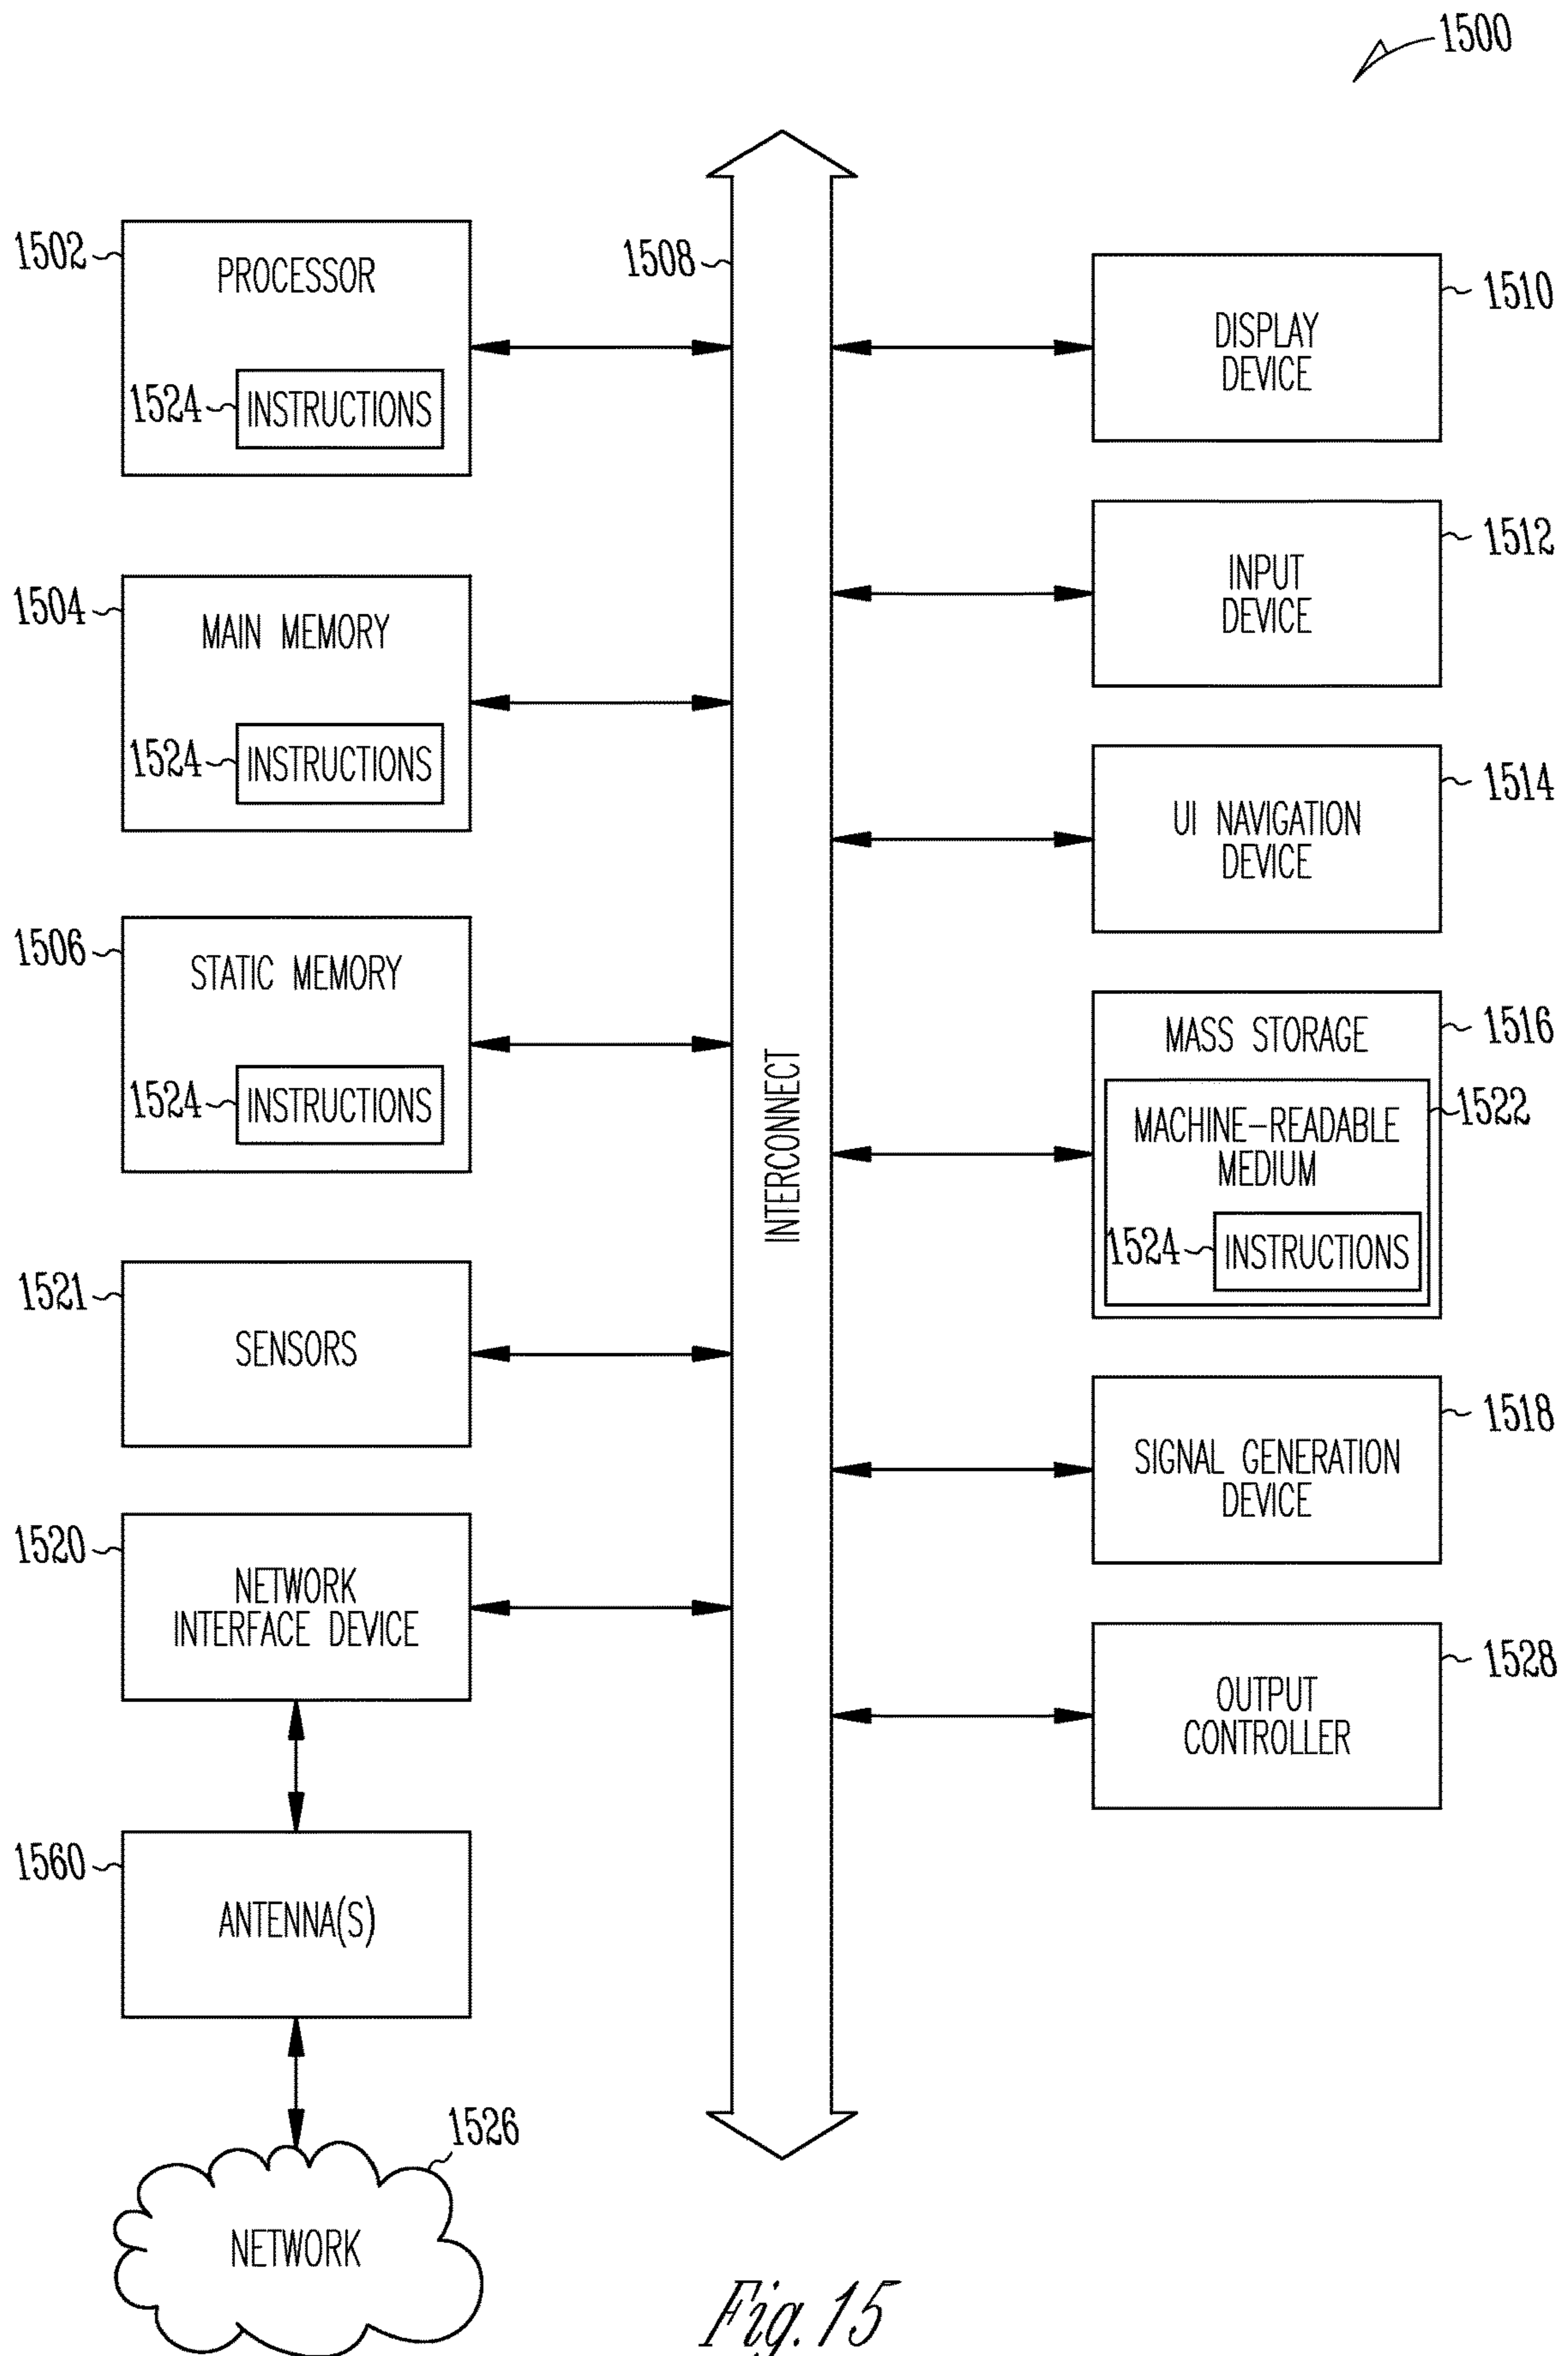 1500
1502
PROCESSOR
1524
INSTRUCTIONS
1504
MAIN MEMORY
1524
INSTRUCTIONS
1506
STATIC MEMORY
1524
INSTRUCTIONS
1521
SENSORS
1520
NETWORK
INTERFACE DEVICE
1560
ANTENNA(S)
1526
NETWORK
1508
INTERCONNECT
1510
DISPLAY
DEVICE
1512
INPUT
DEVICE
1514
UI NAVIGATION
DEVICE
1516
MASS STORAGE
1522
MACHINE-READABLE
MEDIUM
1524
INSTRUCTIONS
1518
SIGNAL GENERATION
DEVICE
1528
OUTPUT
CONTROLLER
Fig. 15